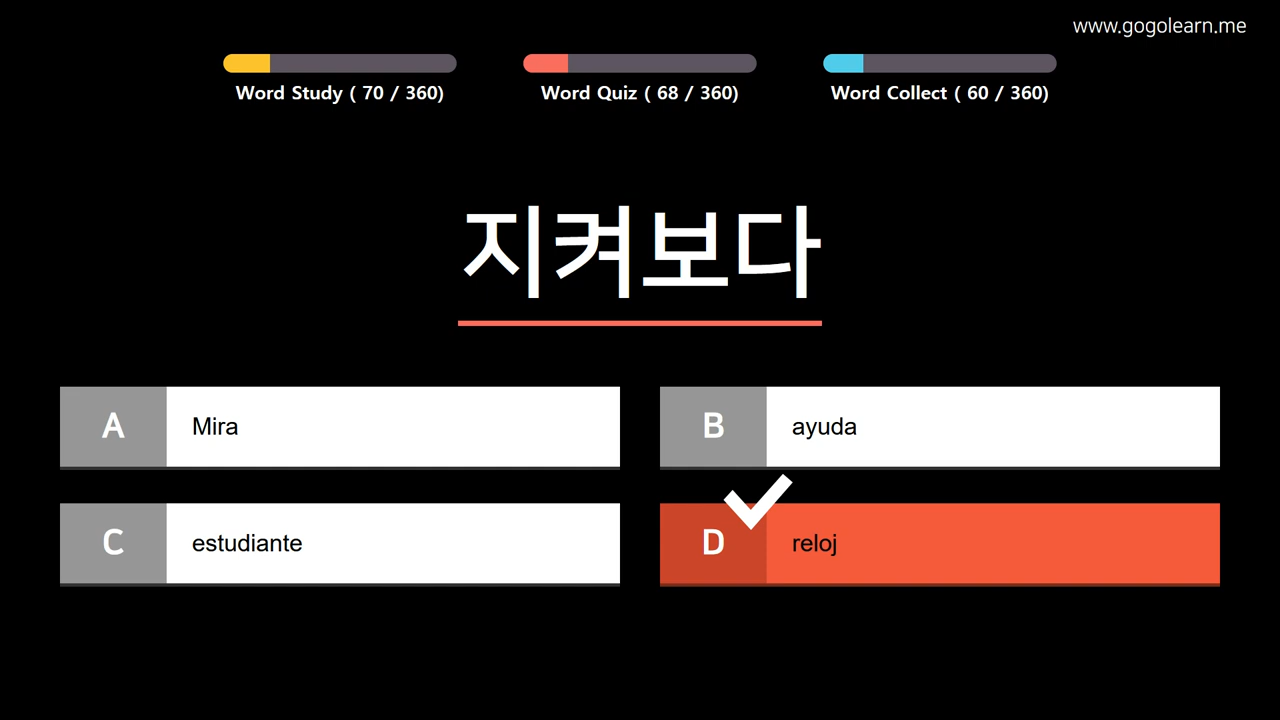 www.gogolearn.me
Word Study ( 70 / 360)
Word Quiz ( 68 / 360)
Word Collect ( 60 / 360)
지켜보다
A Mira
B ayuda
C estudiante
D reloj